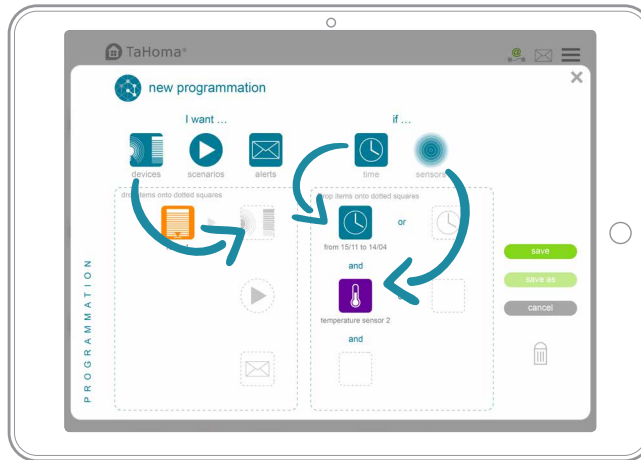 TaHoma®
new programmation
I want ...
if ...
devices
scenarios
alerts
time
sensors
drop items onto dotted squares
drop items onto dotted squares
or
from 15/11 to 14/04
and
temperature sensor 2
and
save
save as
cancel
PROGRAMMATION